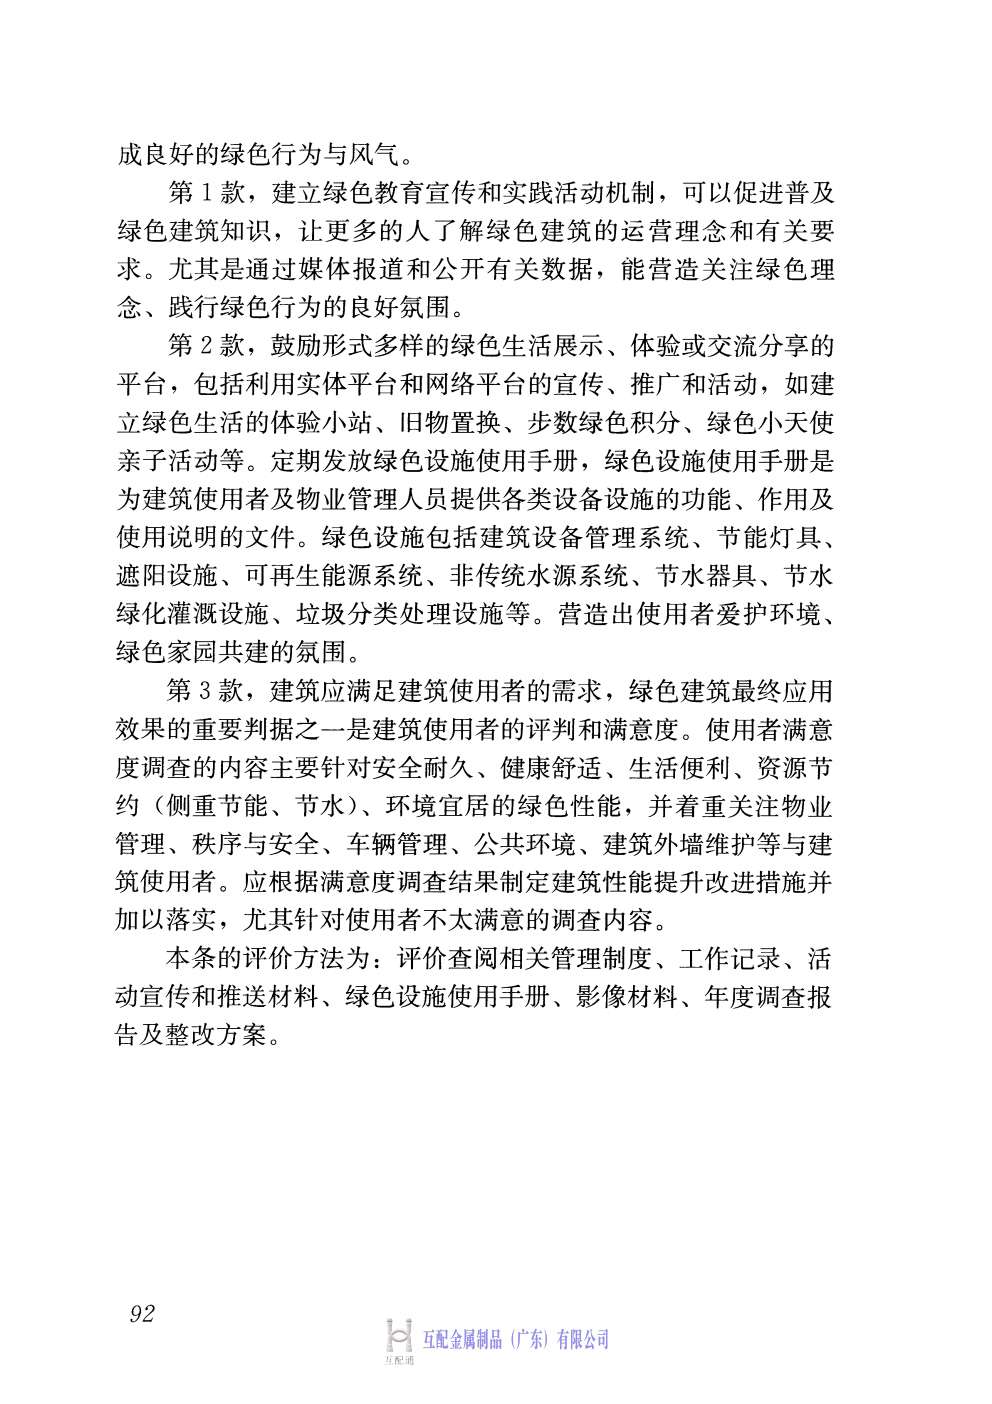 成良好的绿色行为与风气。
第 1 款，建立绿色教育宣传和实践活动机制，可以促进普及
绿色建筑知识，让更多的人了解绿色建筑的运营理念和有关要
求。尤其是通过媒体报道和公开有关数据，能营造关注绿色理
念、践行绿色行为的良好氛围。
第 2 款，鼓励形式多样的绿色生活展示、体验或交流分享的
平台，包括利用实体平台和网络平台的宣传、推广和活动，如建
立绿色生活的体验小站、旧物置换、步数绿色积分、绿色小天使
亲子活动等。定期发放绿色设施使用手册，绿色设施使用手册是
为建筑使用者及物业管理人员提供各类设备设施的功能、作用及
使用说明的文件。绿色设施包括建筑设备管理系统、节能灯具、
遮阳设施、可再生能源系统、非传统水源系统、节水器具、节水
绿化灌溉设施、垃圾分类处理设施等。营造出使用者爱护环境、
绿色家园共建的氛围。
第 3 款，建筑应满足建筑使用者的需求，绿色建筑最终应用
效果的重要判据之一是建筑使用者的评判和满意度。使用者满意
度调查的内容主要针对安全耐久、健康舒适、生活便利、资源节
约（侧重节能、节水）、环境宜居的绿色性能，并着重关注物业
管理、秩序与安全、车辆管理、公共环境、建筑外墙维护等与建
筑使用者。应根据满意度调查结果制定建筑性能提升改进措施并
加以落实，尤其针对使用者不太满意的调查内容。
本条的评价方法为：评价查阅相关管理制度、工作记录、活
动宣传和推送材料、绿色设施使用手册、影像材料、年度调查报
告及整改方案。
92
互配通
互配金属制品（广东）有限公司